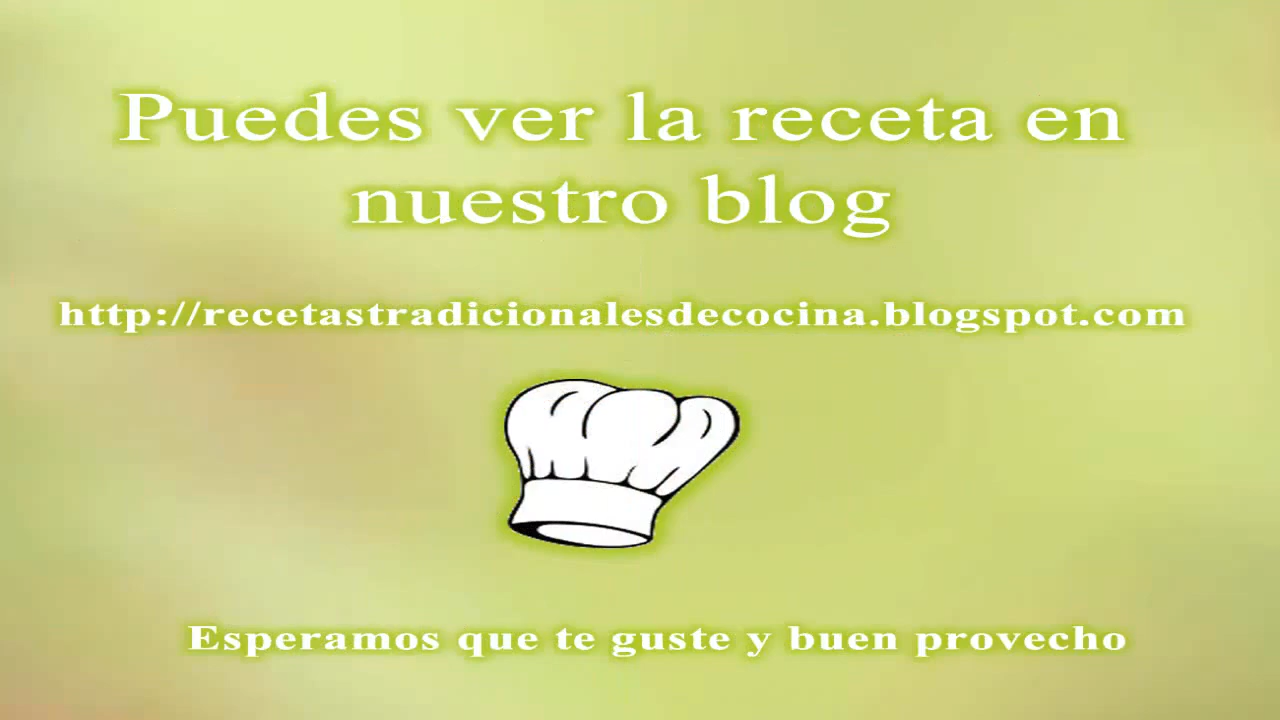 Puedes ver la receta en
nuestro blog
http://recetastradicionalesdecocina.blogspot.com
Esperamos que te guste y buen provecho